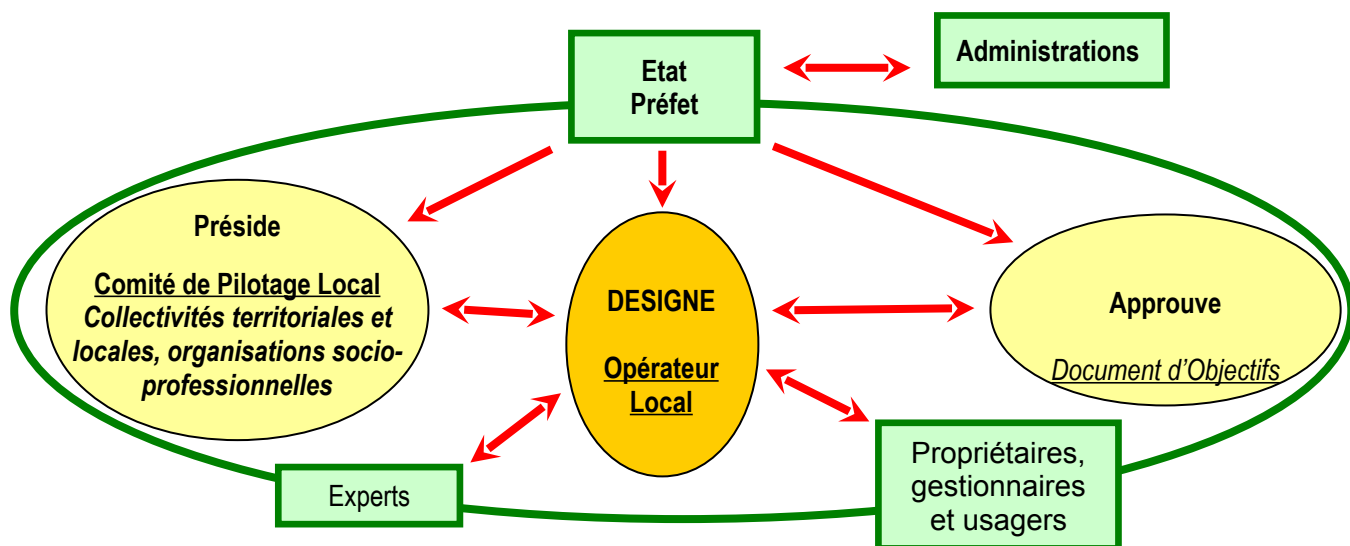 Etat
Préfet
Administrations
Préside
Comité de Pilotage Local
Collectivités territoriales et
locales, organisations socio-
professionnelles
DESIGNE
Opérateur
Local
Approuve
Document d’Objectifs
Experts
Propriétaires,
gestionnaires
et usagers